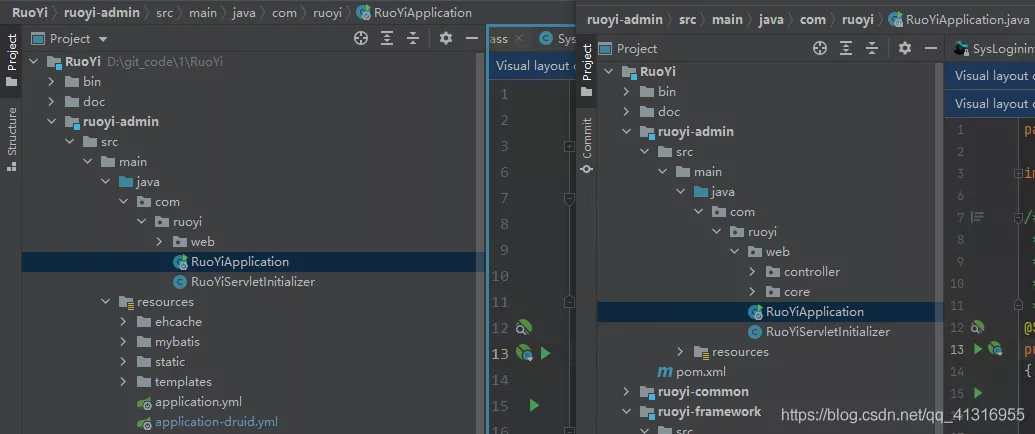 RuoYi ruoyi-admin src main java com ruoyi RuoYiApplication
Project
Structure
Project
RuoYi D:\git_code\1\RuoYi
bin
doc
ruoyi-admin
src
main
java
com
ruoyi
web
RuoYiApplication
RuoYiServletInitializer
resources
ehcache
mybatis
static
templates
application.yml
application-druid.yml
ass
Sys
Visual layout o
1
2
3
6
7
8
9
10
11
12
13
14
15
16
ruoyi-admin src main java com ruoyi RuoYiApplication.java
Project
Commit
Project
RuoYi
bin
doc
ruoyi-admin
src
main
java
com
ruoyi
web
controller
core
RuoYiApplication
RuoYiServletInitializer
resources
pom.xml
ruoyi-common
ruoyi-framework
src
SysLoginin
Visual layout o
Visual layout o
1 pa
2
3 im
6
7 /*
8 *
9 *
10 *
11 *
12 @S
13 pu
14 {
15
16
https://blog.csdn.net/qq_41316955